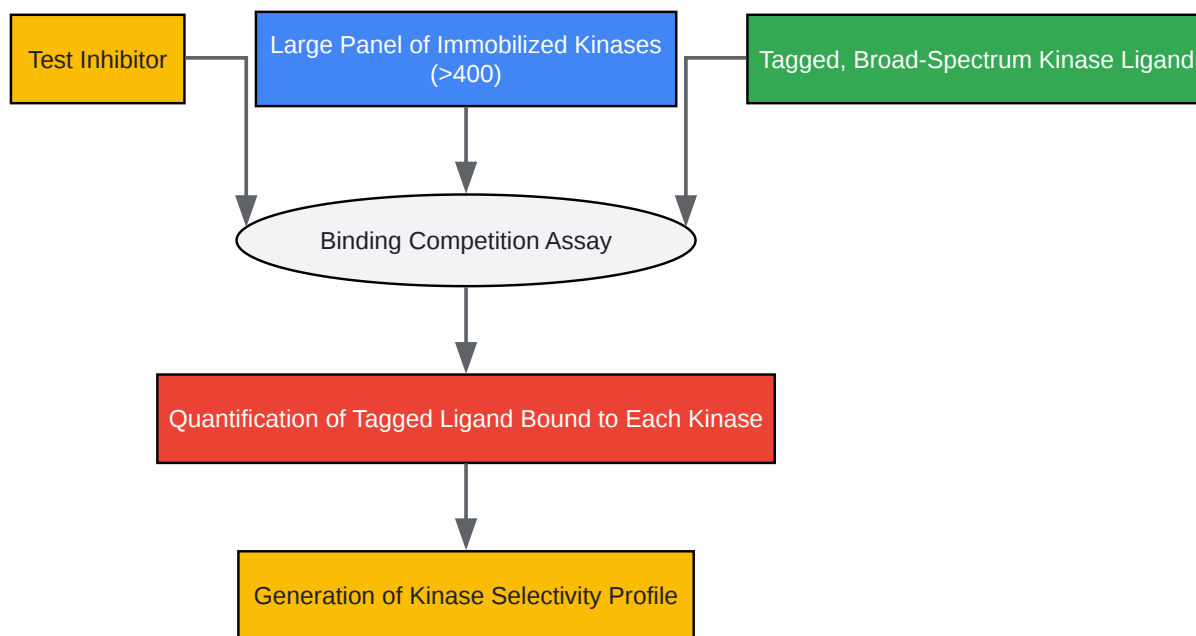 Test Inhibitor
Large Panel of Immobilized Kinases
(>400)
Tagged, Broad-Spectrum Kinase Ligand
Binding Competition Assay
Quantification of Tagged Ligand Bound to Each Kinase
Generation of Kinase Selectivity Profile